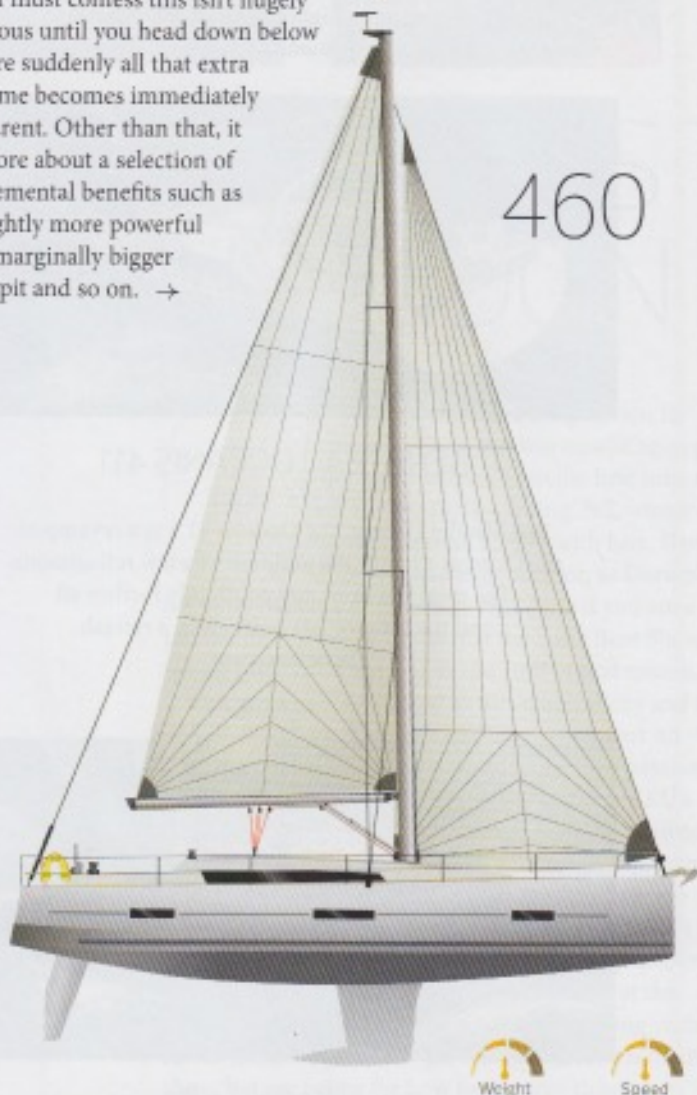 must confess this isn't hugely
ous until you head down below
re suddenly all that extra
me becomes immediately
rent. Other than that, it
ore about a selection of
emental benefits such as
ghtly more powerful
marginally bigger
pit and so on. →
460
Weight
Speed